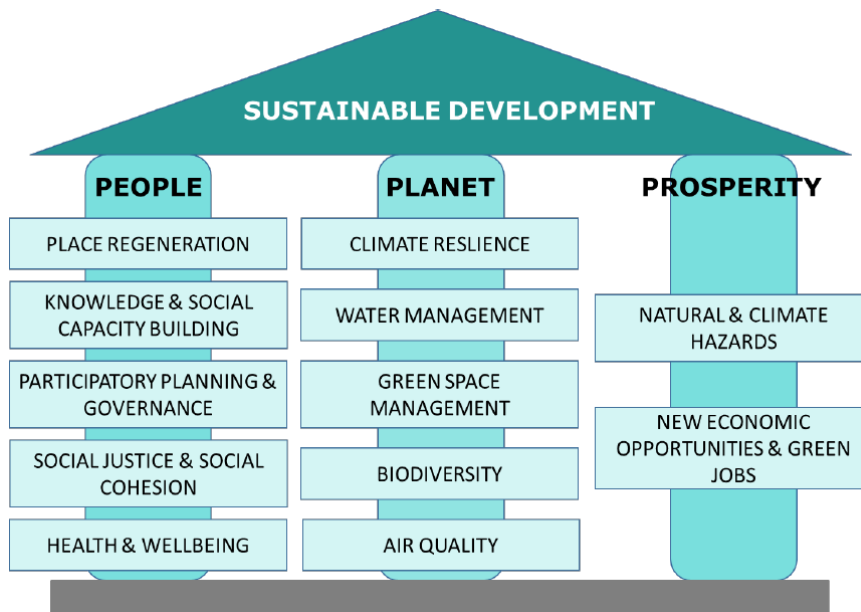 SUSTAINABLE DEVELOPMENT
PEOPLE
PLACE REGENERATION
KNOWLEDGE & SOCIAL
CAPACITY BUILDING
PARTICIPATORY PLANNING &
GOVERNANCE
SOCIAL JUSTICE & SOCIAL
COHESION
HEALTH & WELLBEING
PLANET
CLIMATE RESLIENCE
WATER MANAGEMENT
GREEN SPACE
MANAGEMENT
BIODIVERSITY
AIR QUALITY
PROSPERITY
NATURAL & CLIMATE
HAZARDS
NEW ECONOMIC
OPPORTUNITIES & GREEN
JOBS